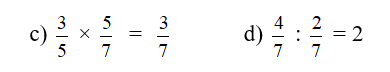 c) 3/5 × 5/7 = 3/7 d) 4/7 : 2/7 = 2